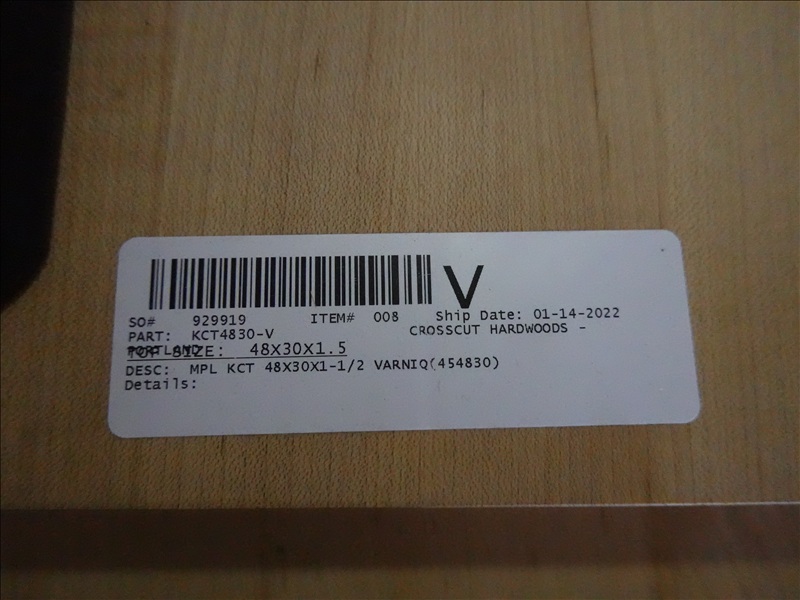 V
SO# 929919 ITEM# 008 Ship Date: 01-14-2022
PART: KCT4830-V CROSSCUT HARDWOODS -
PORTLAND
TOP SIZE: 48X30X1.5
DESC: MPL KCT 48X30X1-1/2 VARNIQ(454830)
Details: